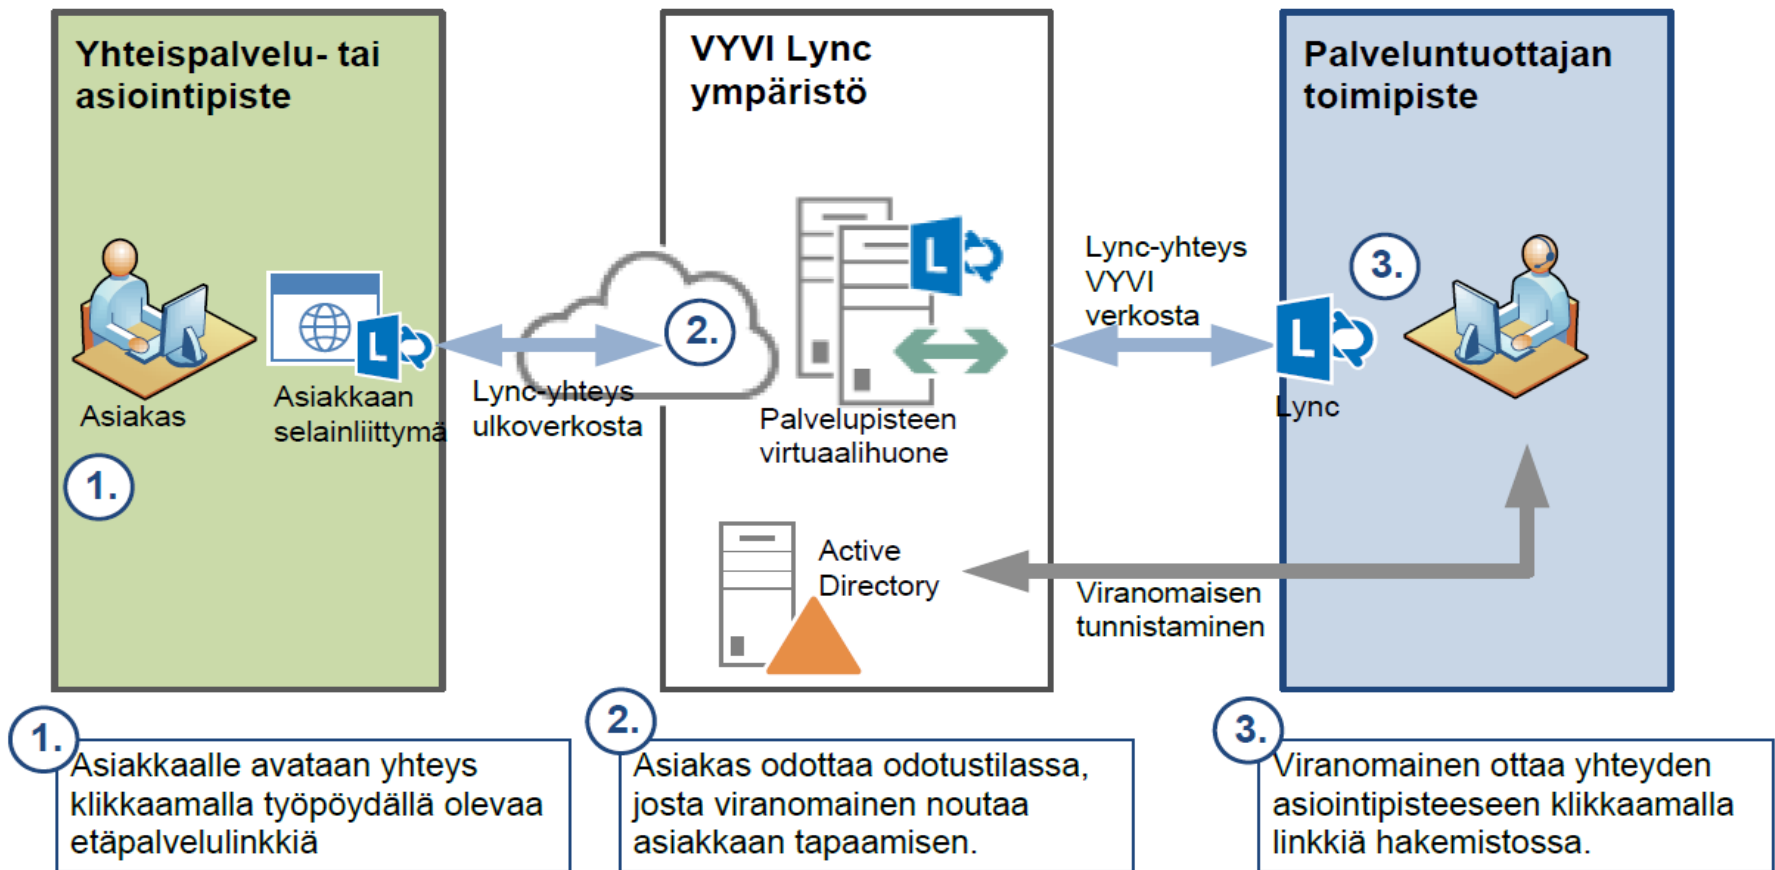 Yhteispalvelu- tai
asiointipiste
Asiakas
Asiakkaan
selainliittymä
1.
Lync-yhteys
ulkoverkosta
VYVI Lync
ympäristö
2.
L
L
Palvelupisteen
virtuaalihuone
Active
Directory
Lync-yhteys
VYVI
verkosta
Viranomaisen
tunnistaminen
Palveluntuottajan
toimipiste
3.
L
Lync
1.
Asiakkaalle avataan yhteys
klikkaamalla työpöydällä olevaa
etäpalvelulinkkiä
2.
Asiakas odottaa odotustilassa,
josta viranomainen noutaa
asiakkaan tapaamisen.
3.
Viranomainen ottaa yhteyden
asiointipisteeseen klikkaamalla
linkkiä hakemistossa.